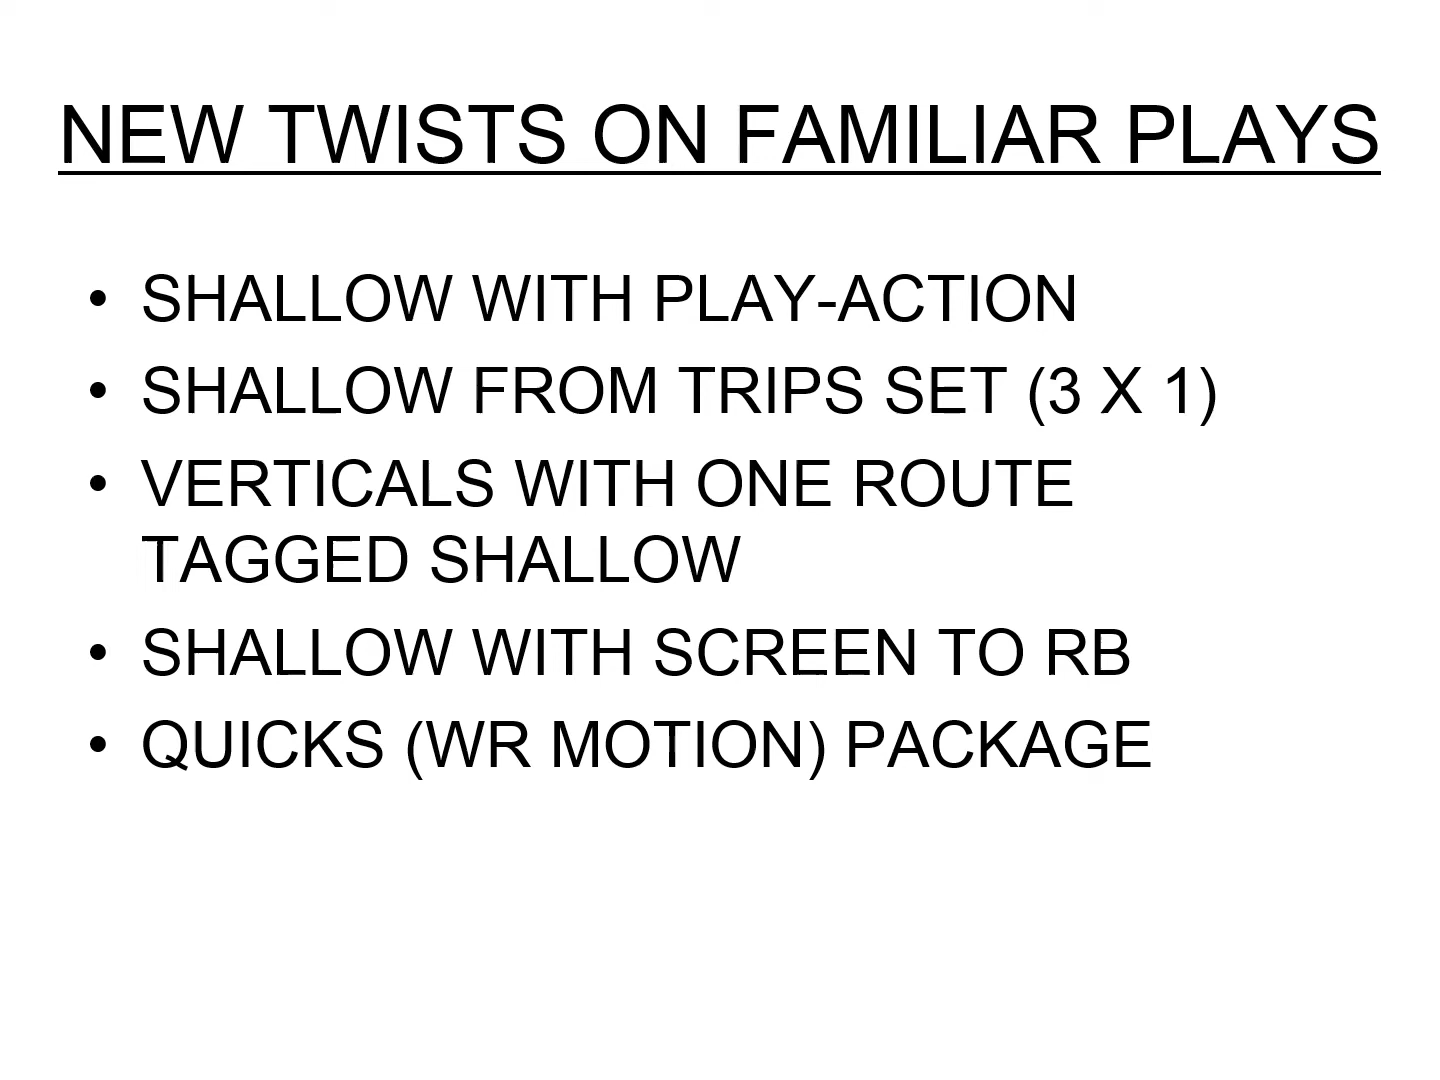 NEW TWISTS ON FAMILIAR PLAYS
• SHALLOW WITH PLAY-ACTION
• SHALLOW FROM TRIPS SET (3 X 1)
• VERTICALS WITH ONE ROUTE
TAGGED SHALLOW
• SHALLOW WITH SCREEN TO RB
• QUICKS (WR MOTION) PACKAGE